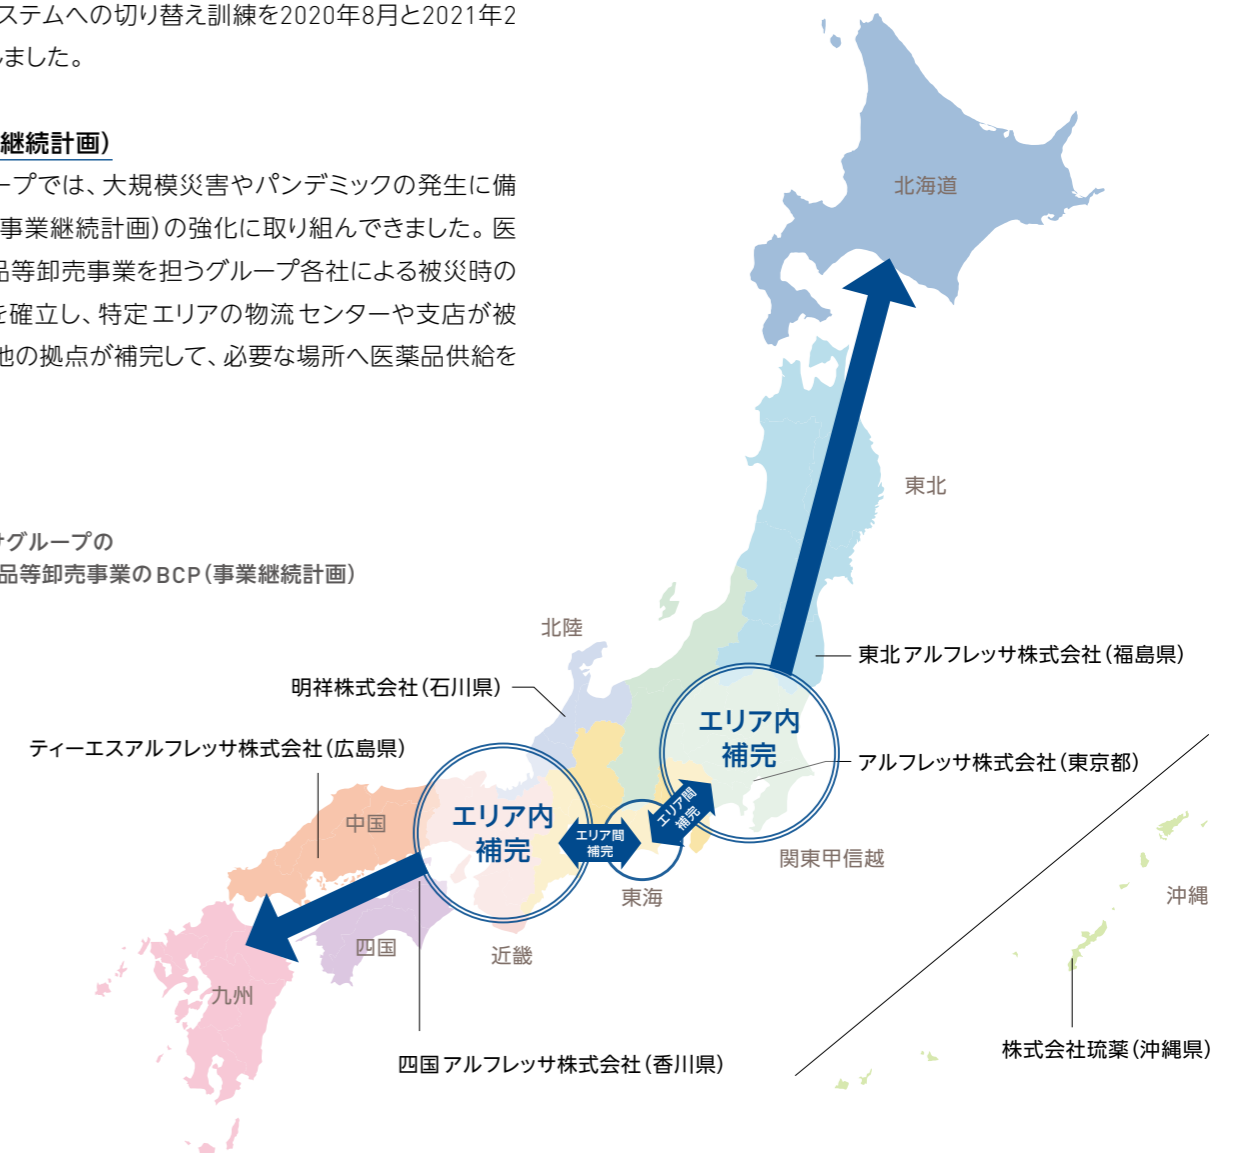 ステムへの切り替え訓練を2020年8月と2021年2
しました。
継続計画）
ープでは、大規模災害やパンデミックの発生に備
事業継続計画）の強化に取り組んできました。医
品等卸売事業を担うグループ各社による被災時の
を確立し、特定エリアの物流センターや支店が被
他の拠点が補完して、必要な場所へ医薬品供給を
サグループの
品等卸売事業のBCP（事業継続計画）
北海道
東北
北陸
東北アルフレッサ株式会社（福島県）
明祥株式会社（石川県）
エリア内
補完
ティーエスアルフレッサ株式会社（広島県）
アルフレッサ株式会社（東京都）
エリア間
補完
エリア内
補完
エリア間
補完
中国
関東甲信越
東海
沖縄
四国
近畿
九州
株式会社琉薬（沖縄県）
四国アルフレッサ株式会社（香川県）